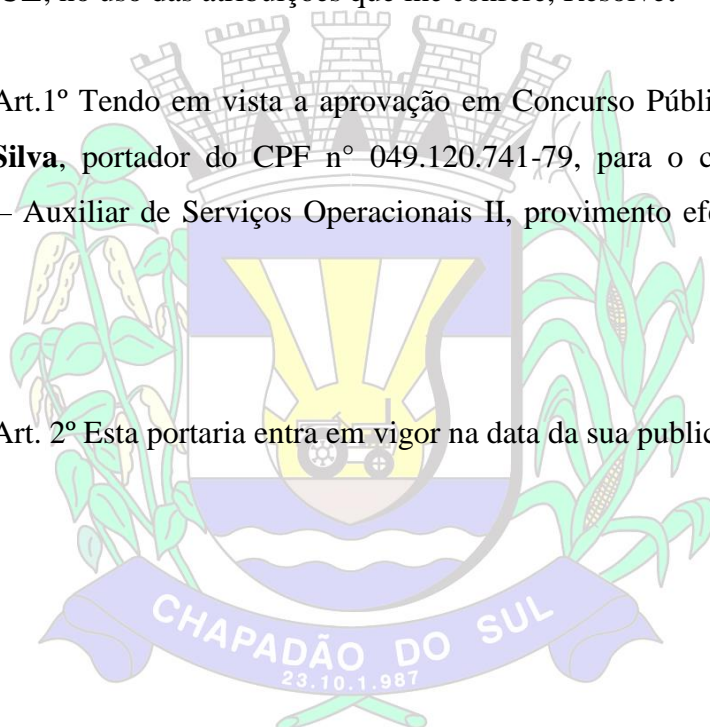 no uso das atribuições que me confere, Resolve:
Art.1º Tendo em vista a aprovação em Concurso Públi
Silva, portador do CPF n° 049.120.741-79, para o c
– Auxiliar de Serviços Operacionais II, provimento efe
Art. 2º Esta portaria entra em vigor na data da sua public
CHAPADÃO DO SUL
23.10.1.987